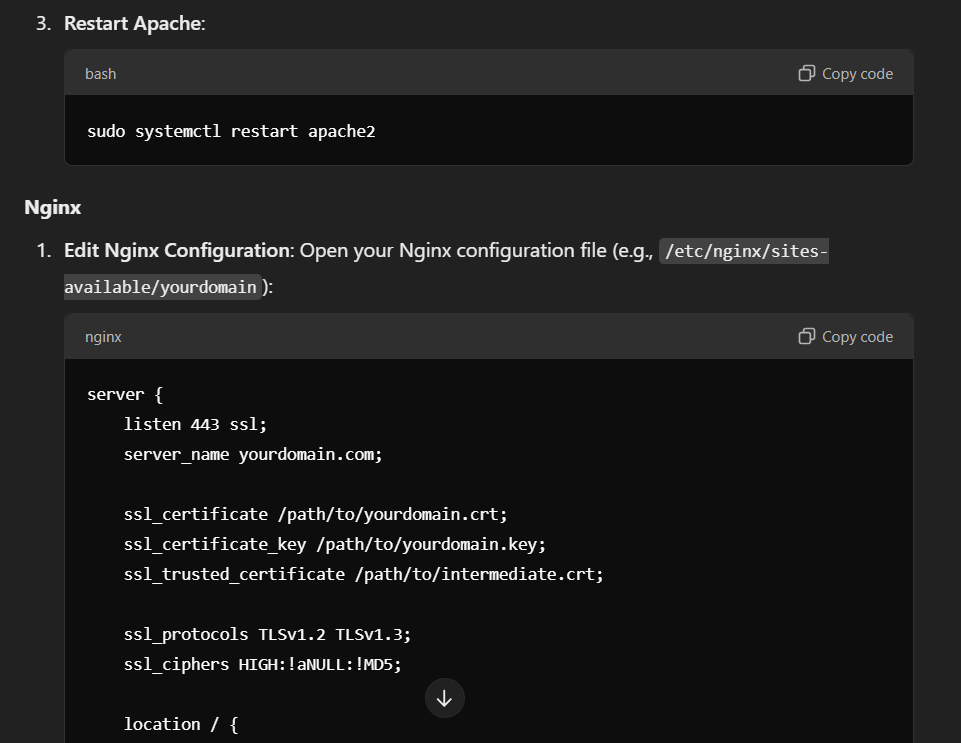 3. Restart Apache:
bash
Copy code
sudo systemctl restart apache2
Nginx
1. Edit Nginx Configuration: Open your Nginx configuration file (e.g., /etc/nginx/sites-
available/yourdomain):
nginx
Copy code
server {
    listen 443 ssl;
    server_name yourdomain.com;

    ssl_certificate /path/to/yourdomain.crt;
    ssl_certificate_key /path/to/yourdomain.key;
    ssl_trusted_certificate /path/to/intermediate.crt;

    ssl_protocols TLSv1.2 TLSv1.3;
    ssl_ciphers HIGH:!aNULL:!MD5;

    location / {